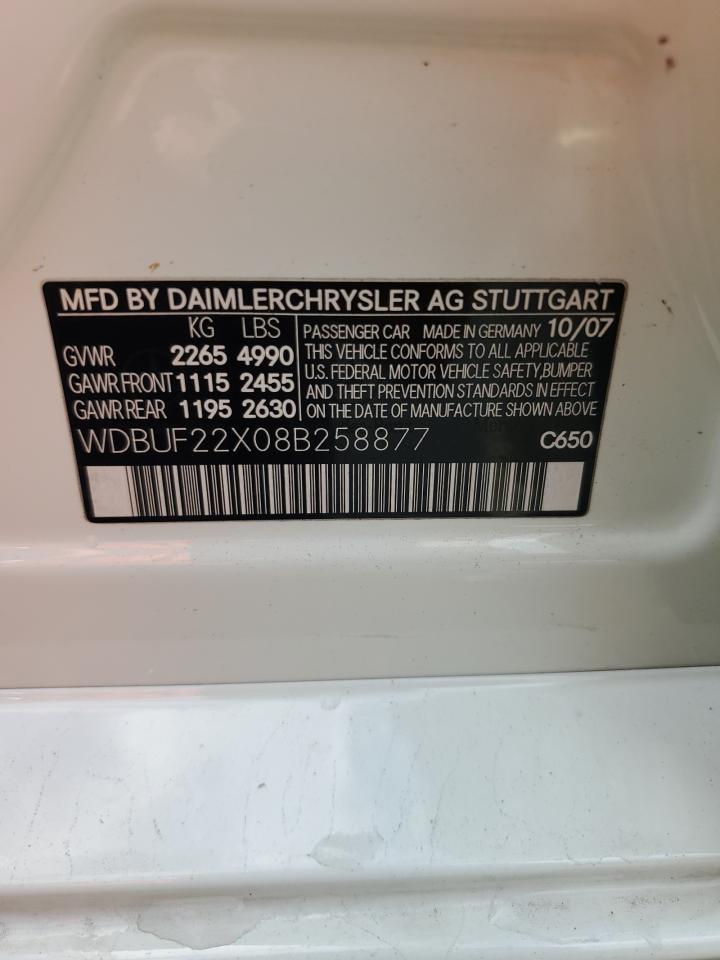 MFD BY DAIMLERCHRYSLER AG STUTTGART
KG LBS
GVWR 2265 4990
GAWR FRONT 1115 2455
GAWR REAR 1195 2630
PASSENGER CAR MADE IN GERMANY 10/07
THIS VEHICLE CONFORMS TO ALL APPLICABLE
U.S. FEDERAL MOTOR VEHICLE SAFETY, BUMPER
AND THEFT PREVENTION STANDARDS IN EFFECT
ON THE DATE OF MANUFACTURE SHOWN ABOVE
WDBUF22X08B258877 C650